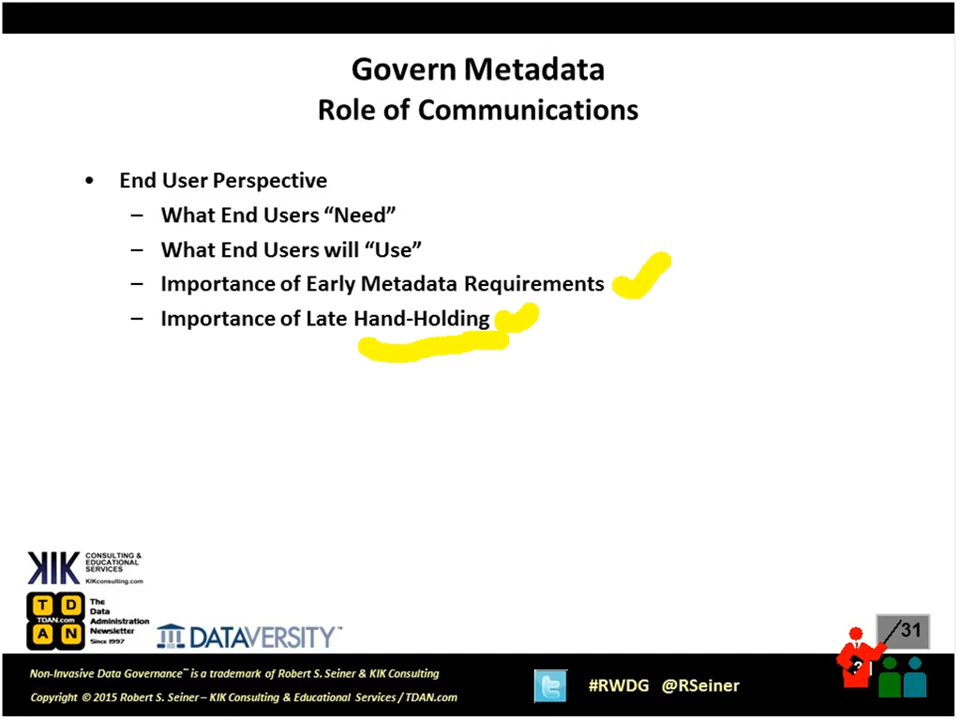 Govern Metadata
Role of Communications
• End User Perspective
– What End Users “Need”
– What End Users will “Use”
– Importance of Early Metadata Requirements
– Importance of Late Hand-Holding
KIK CONSULTING &
EDUCATIONAL
SERVICES
KIKconsulting.com
T D
TDAN.com
A N
The
Data
Administration
Newsletter
Since 1997
DATAVERSITY™
/31
Non-Invasive Data Governance™ is a trademark of Robert S. Seiner & KIK Consulting
Copyright © 2015 Robert S. Seiner – KIK Consulting & Educational Services / TDAN.com
#RWDG @RSeiner